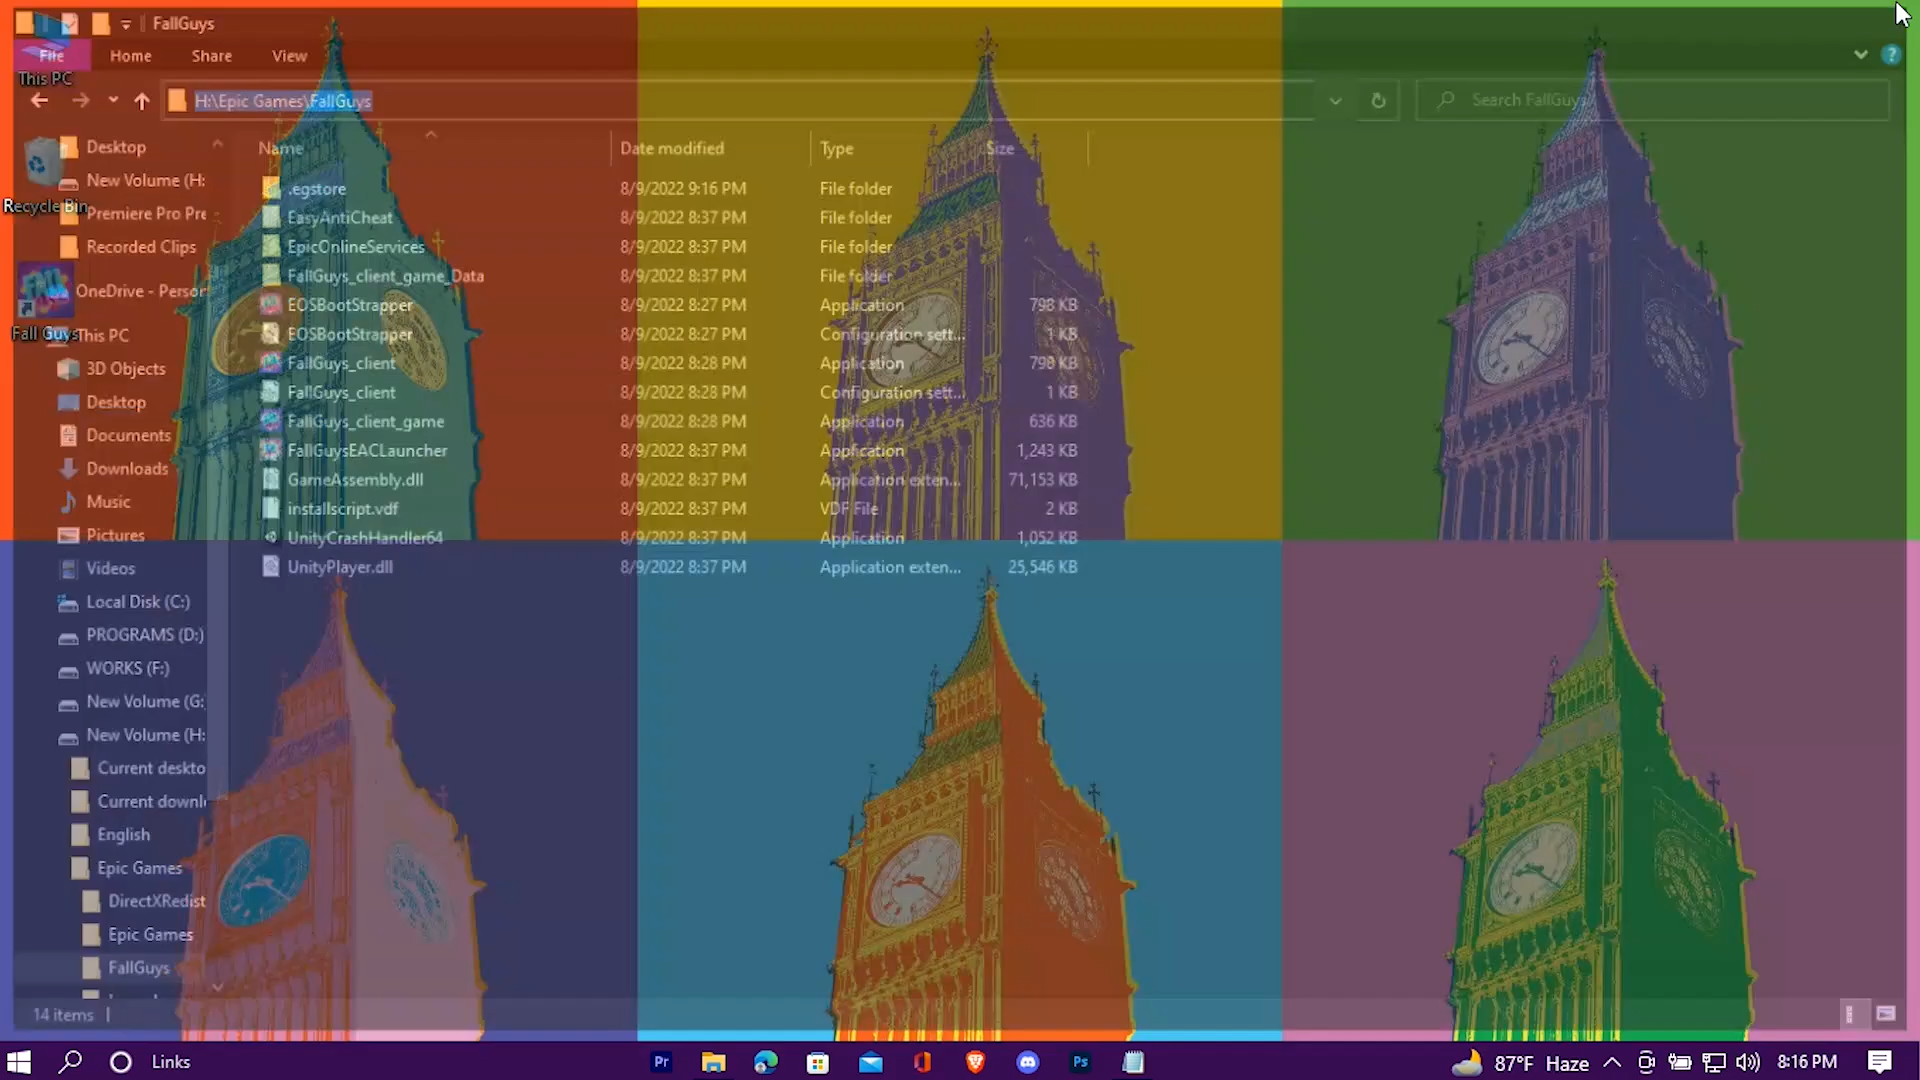 FallGuys
File Home Share View
This PC
H:\Epic Games\FallGuys
Search FallGuys
Name Date modified Type Size
Desktop
New Volume (H:
Recycle Bin
Premiere Pro Pre
Recorded Clips
OneDrive - Person
Fall Guys
This PC
3D Objects
Desktop
Documents
Downloads
Music
Pictures
Videos
Local Disk (C:)
PROGRAMS (D:)
WORKS (F:)
New Volume (G:
New Volume (H:
Current deskto
Current downl
English
Epic Games
DirectXRedist
Epic Games
FallGuys
.egstore 8/9/2022 9:16 PM File folder
EasyAntiCheat 8/9/2022 8:37 PM File folder
EpicOnlineServices 8/9/2022 8:37 PM File folder
FallGuys_client_game_Data 8/9/2022 8:37 PM File folder
EOSBootStrapper 8/9/2022 8:27 PM Application 798 KB
EOSBootStrapper 8/9/2022 8:27 PM Configuration sett... 1 KB
FallGuys_client 8/9/2022 8:28 PM Application 798 KB
FallGuys_client 8/9/2022 8:28 PM Configuration sett... 1 KB
FallGuys_client_game 8/9/2022 8:28 PM Application 636 KB
FallGuysEACLauncher 8/9/2022 8:37 PM Application 1,243 KB
GameAssembly.dll 8/9/2022 8:37 PM Application exten... 71,153 KB
installscript.vdf 8/9/2022 8:37 PM VDF File 2 KB
UnityCrashHandler64 8/9/2022 8:37 PM Application 1,052 KB
UnityPlayer.dll 8/9/2022 8:37 PM Application exten... 25,546 KB
14 items
Links
Pr
Ps
87°F Haze
8:16 PM